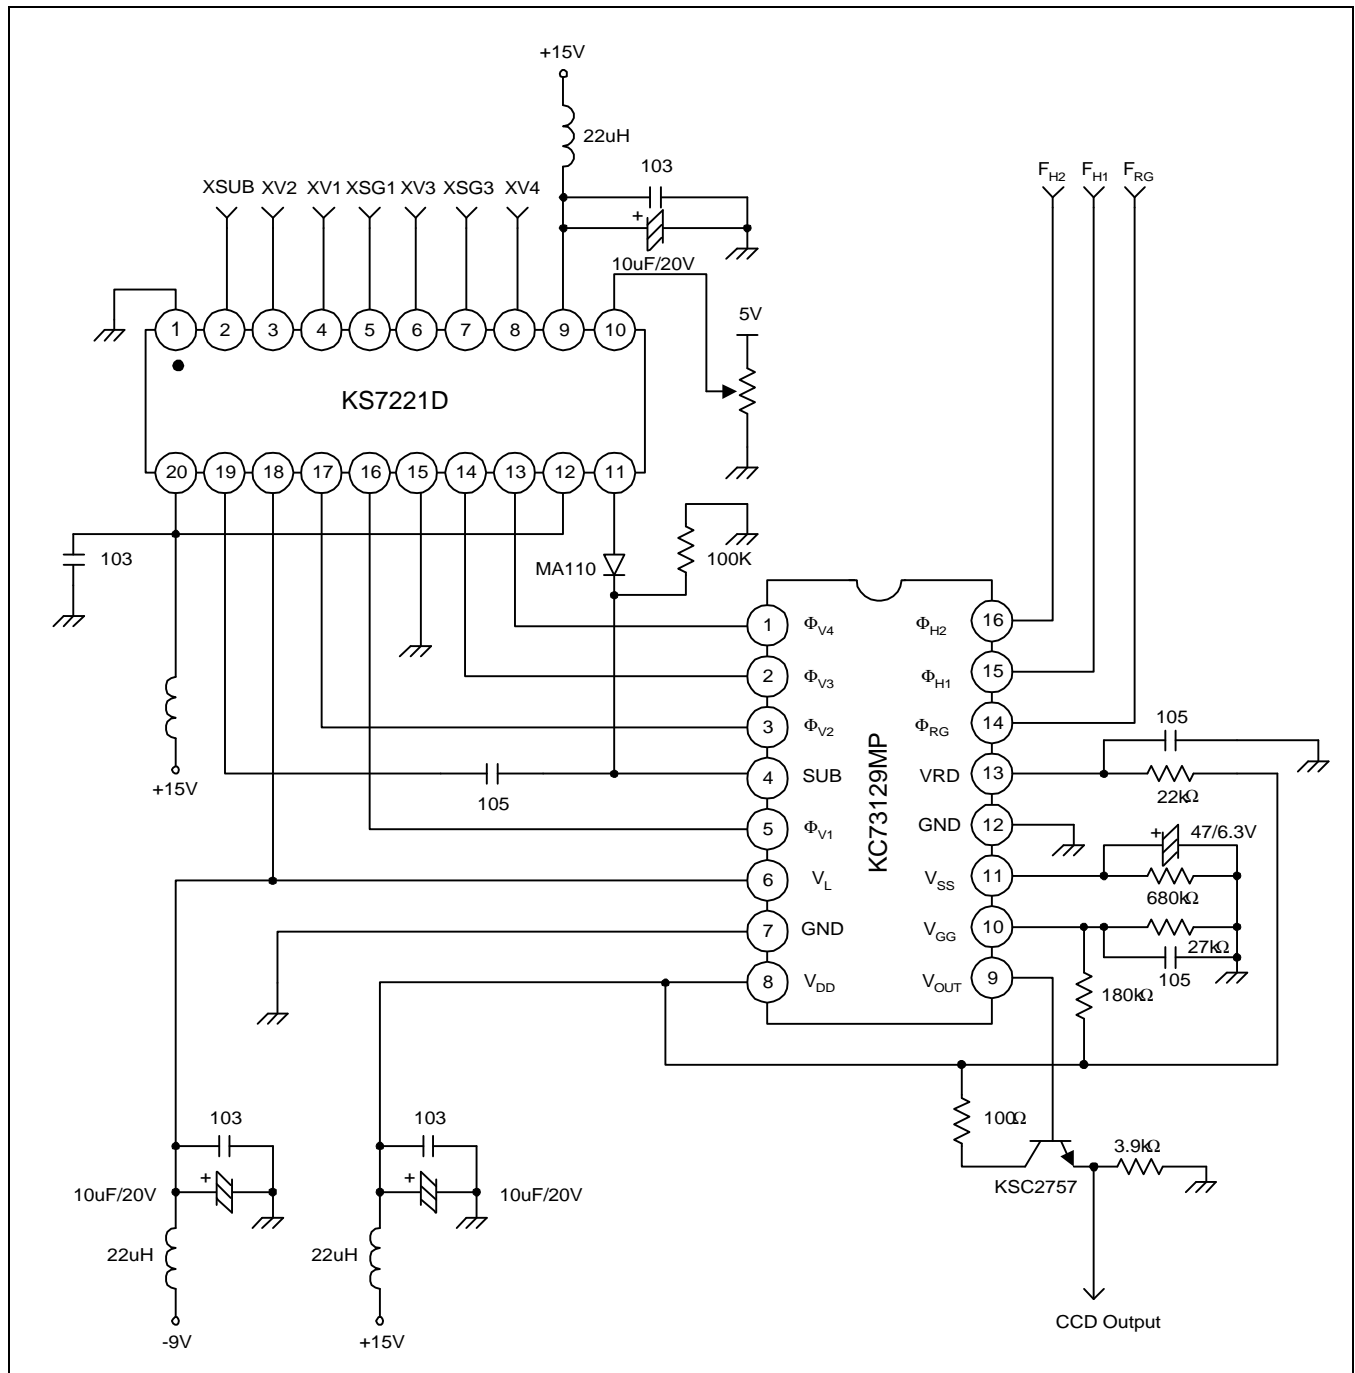 +15V
22uH
103
10uF/20V
XSUB XV2 XV1 XSG1 XV3 XSG3 XV4
FH2 FH1 FRG
1 2 3 4 5 6 7 8 9 10
5V
KS7221D
20 19 18 17 16 15 14 13 12 11
103
MA110
100K
+15V
105
KC73129MP
1 ΦV4
2 ΦV3
3 ΦV2
4 SUB
5 ΦV1
6 VL
7 GND
8 VDD
ΦH2 16
ΦH1 15
ΦRG 14
VRD 13
GND 12
VSS 11
VGG 10
VOUT 9
105
22kΩ
+ 47/6.3V
680kΩ
27kΩ
105
180kΩ
100Ω
3.9kΩ
KSC2757
CCD Output
103
+
10uF/20V
22uH
-9V
103
+
10uF/20V
22uH
+15V
+